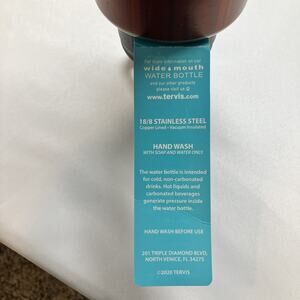 For more information on our
wide mouth
WATER BOTTLE
and our other products
please visit us @
www.tervis.com
18/8 STAINLESS STEEL
Copper Lined • Vacuum Insulated
HAND WASH
WITH SOAP AND WATER ONLY
The water bottle is intended
for cold, non-carbonated
drinks. Hot liquids and
carbonated beverages
generate pressure inside
the water bottle.
HAND WASH BEFORE USE
201 TRIPLE DIAMOND BLVD,
NORTH VENICE, FL 34275
©2020 TERVIS